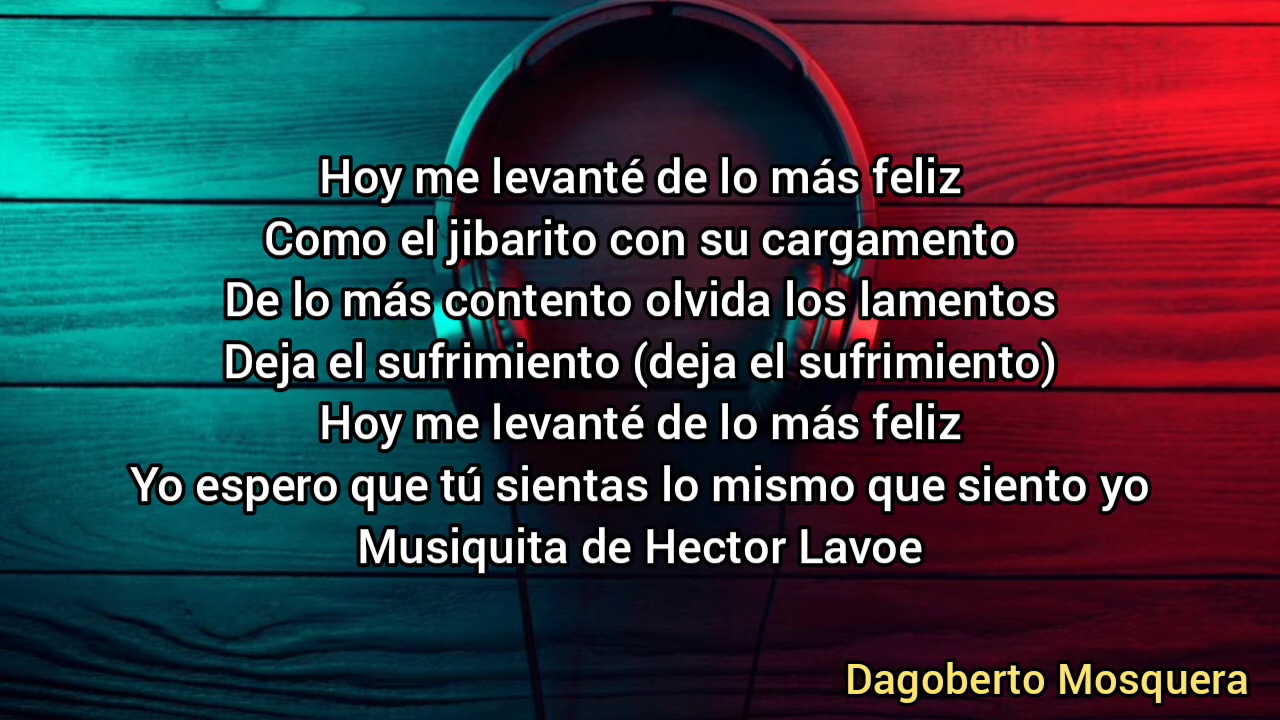 Hoy me levanté de lo más feliz
Como el jibarito con su cargamento
De lo más contento olvida los lamentos
Deja el sufrimiento (deja el sufrimiento)
Hoy me levanté de lo más feliz
Yo espero que tú sientas lo mismo que siento yo
Musiquita de Hector Lavoe
Dagoberto Mosquera